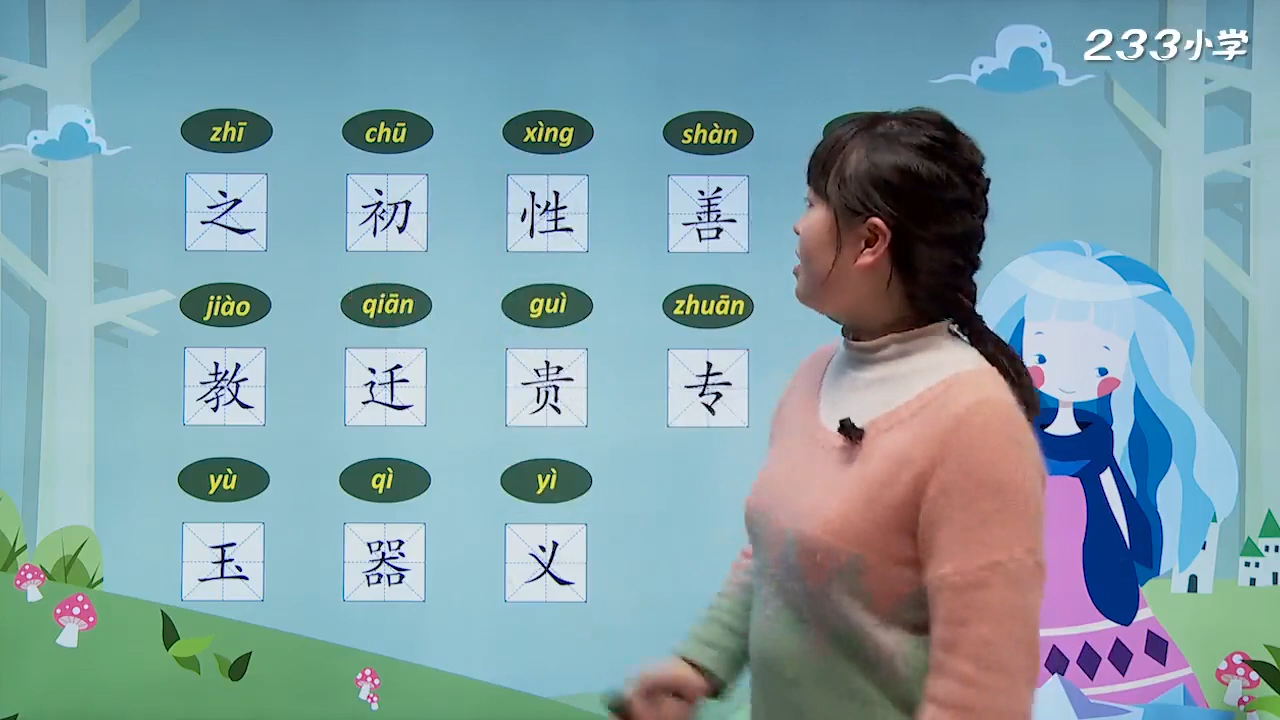 233小学
zhī chū xìng shàn
之 初 性 善
jiào qiān guì zhuān
教 迁 贵 专
yù qì yì
玉 器 义